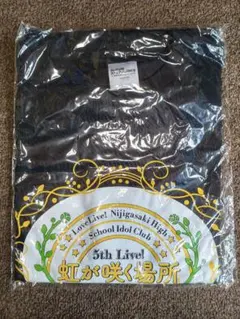 LoveLive! Nijigasaki High
School Idol Club
5th Live!
虹が咲く場所